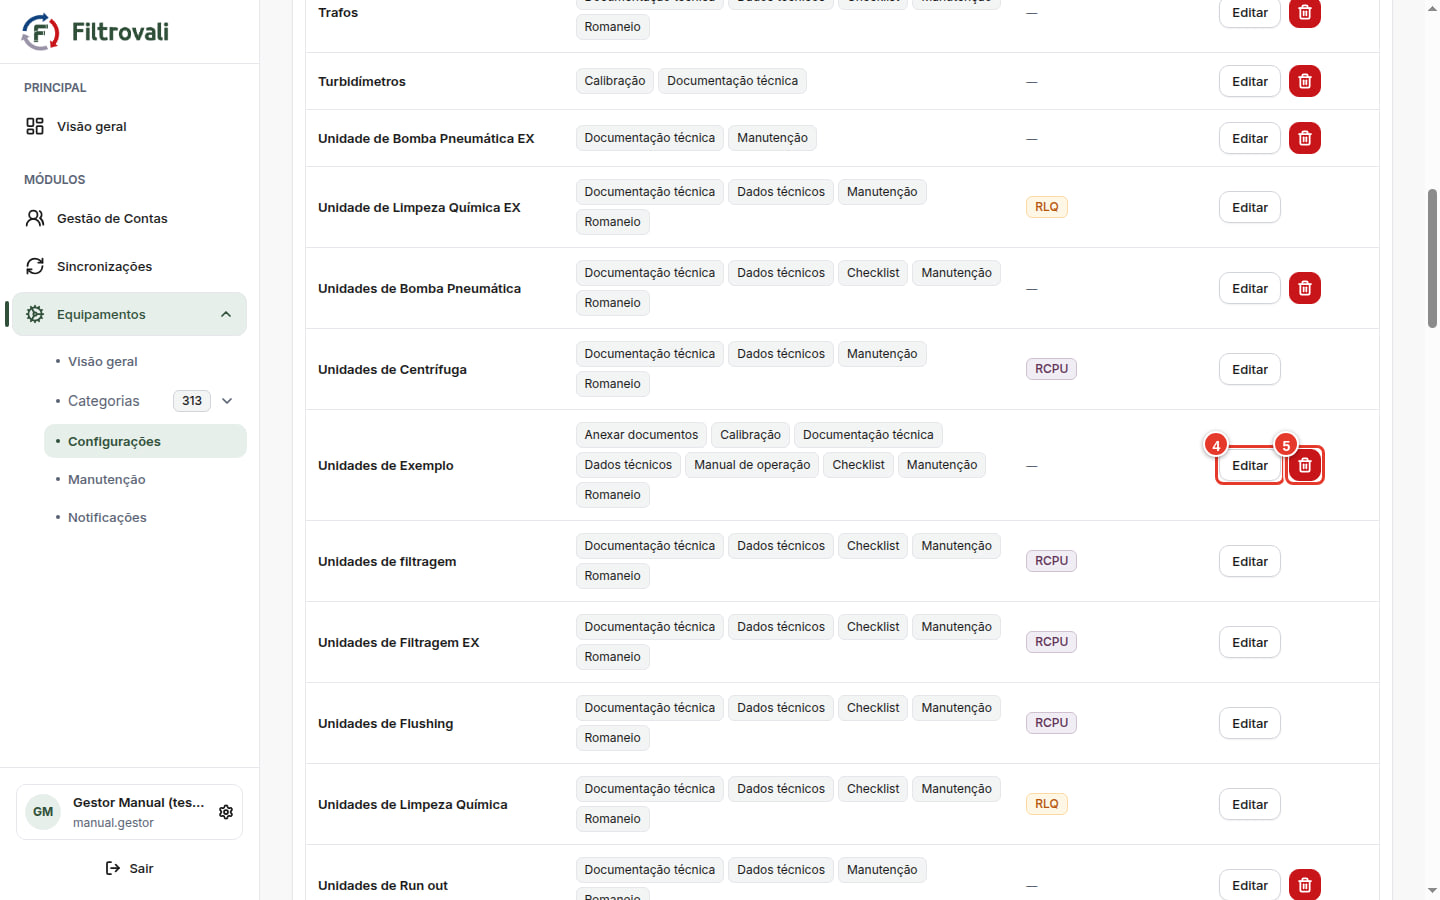 Filtrovali
PRINCIPAL
Visão geral
MÓDULOS
Gestão de Contas
Sincronizações
Equipamentos
• Visão geral
• Categorias 313
• Configurações
• Manutenção
• Notificações
GM
Gestor Manual (tes...
manual.gestor
Sair
Trafos
Documentação técnica Dados técnicos Checklist Manutenção
Romaneio
—
Editar
Turbidímetros
Calibração Documentação técnica
—
Editar
Unidade de Bomba Pneumática EX
Documentação técnica Manutenção
—
Editar
Unidade de Limpeza Química EX
Documentação técnica Dados técnicos Manutenção
Romaneio
RLQ
Editar
Unidades de Bomba Pneumática
Documentação técnica Dados técnicos Checklist Manutenção
Romaneio
—
Editar
Unidades de Centrífuga
Documentação técnica Dados técnicos Manutenção
Romaneio
RCPU
Editar
Unidades de Exemplo
Anexar documentos Calibração Documentação técnica
Dados técnicos Manual de operação Checklist Manutenção
Romaneio
—
4 5
Editar
Unidades de filtragem
Documentação técnica Dados técnicos Checklist Manutenção
Romaneio
RCPU
Editar
Unidades de Filtragem EX
Documentação técnica Dados técnicos Checklist Manutenção
Romaneio
RCPU
Editar
Unidades de Flushing
Documentação técnica Dados técnicos Checklist Manutenção
Romaneio
RCPU
Editar
Unidades de Limpeza Química
Documentação técnica Dados técnicos Checklist Manutenção
Romaneio
RLQ
Editar
Unidades de Run out
Documentação técnica Dados técnicos Manutenção
Romaneio
—
Editar